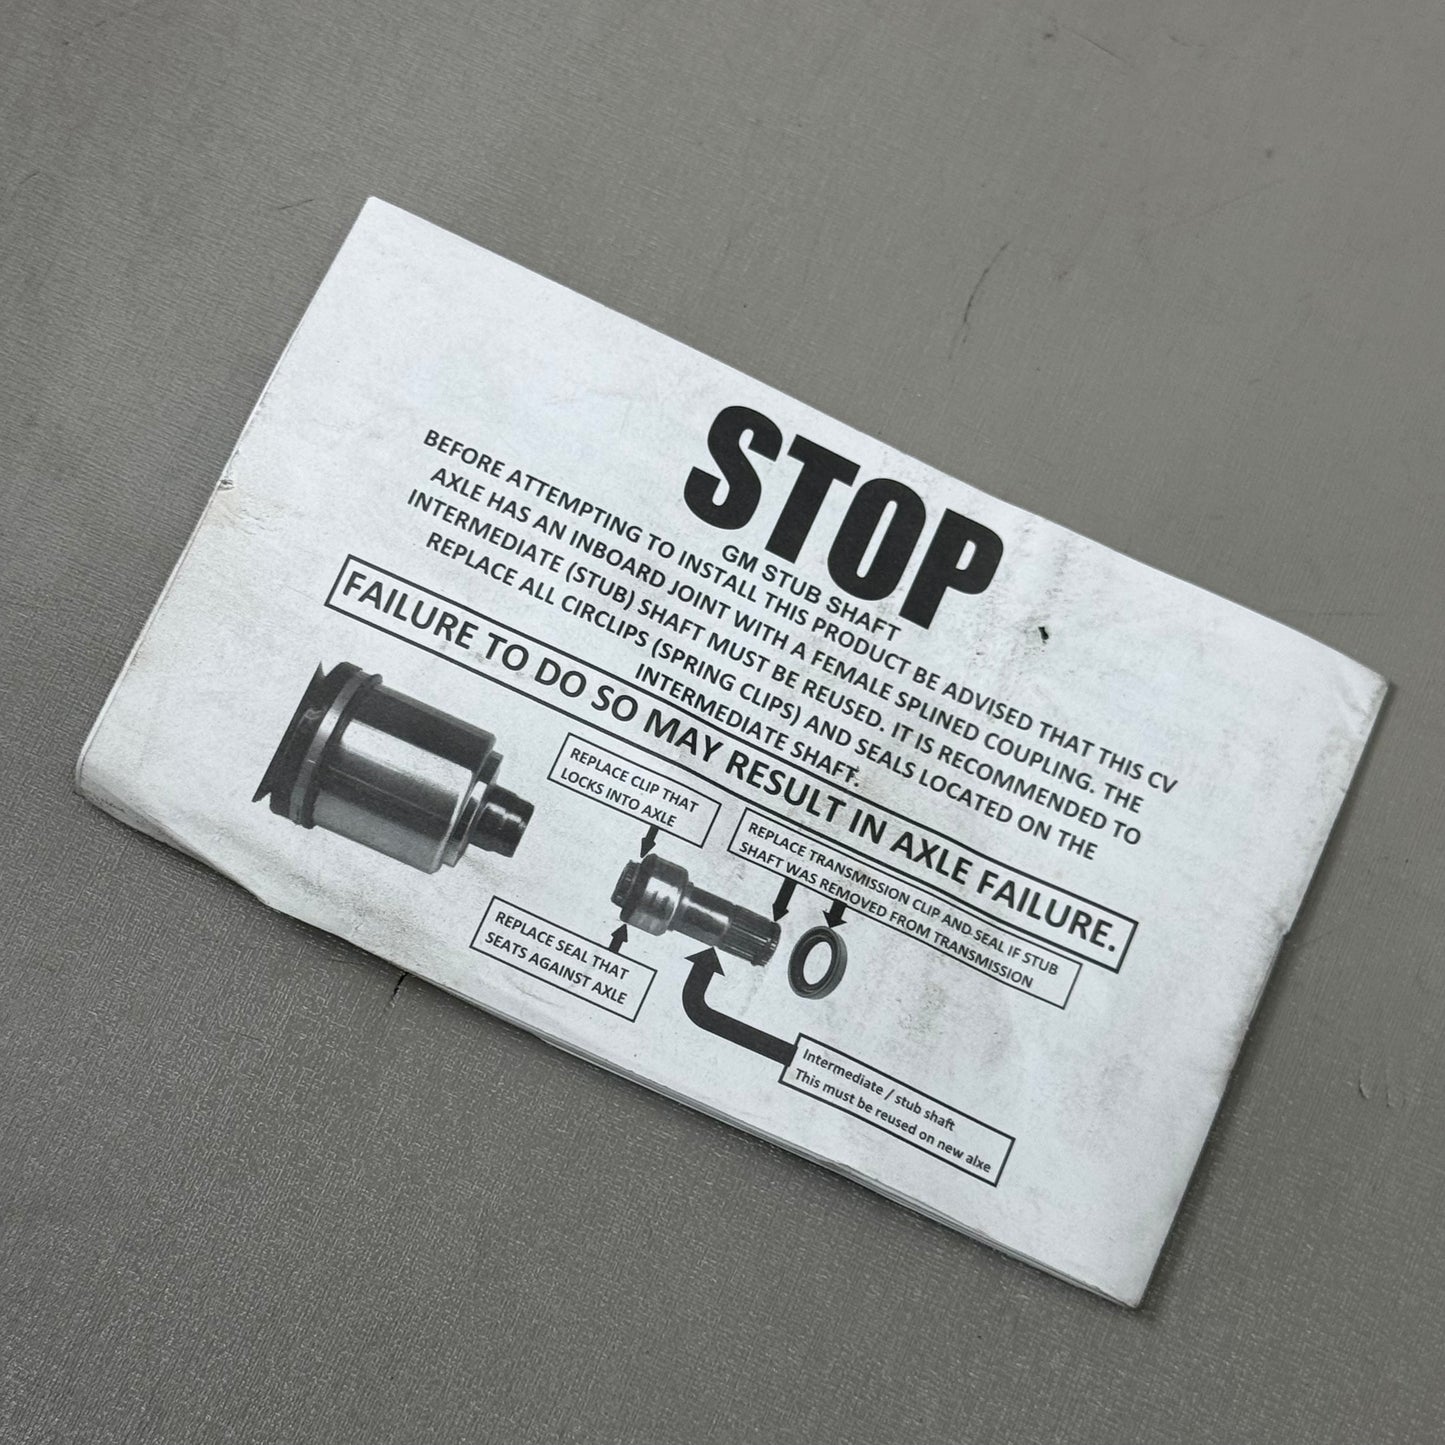 STOP
GM STUB SHAFT
BEFORE ATTEMPTING TO INSTALL THIS PRODUCT BE ADVISED THAT THIS CV
AXLE HAS AN INBOARD JOINT WITH A FEMALE SPLINED COUPLING. THE
INTERMEDIATE (STUB) SHAFT MUST BE REUSED. IT IS RECOMMENDED TO
REPLACE ALL CIRCLIPS (SPRING CLIPS) AND SEALS LOCATED ON THE
INTERMEDIATE SHAFT.
FAILURE TO DO SO MAY RESULT IN AXLE FAILURE.
REPLACE CLIP THAT
LOCKS INTO AXLE
REPLACE TRANSMISSION CLIP AND SEAL IF STUB
SHAFT WAS REMOVED FROM TRANSMISSION
REPLACE SEAL THAT
SEATS AGAINST AXLE
Intermediate / stub shaft
This must be reused on new alxe